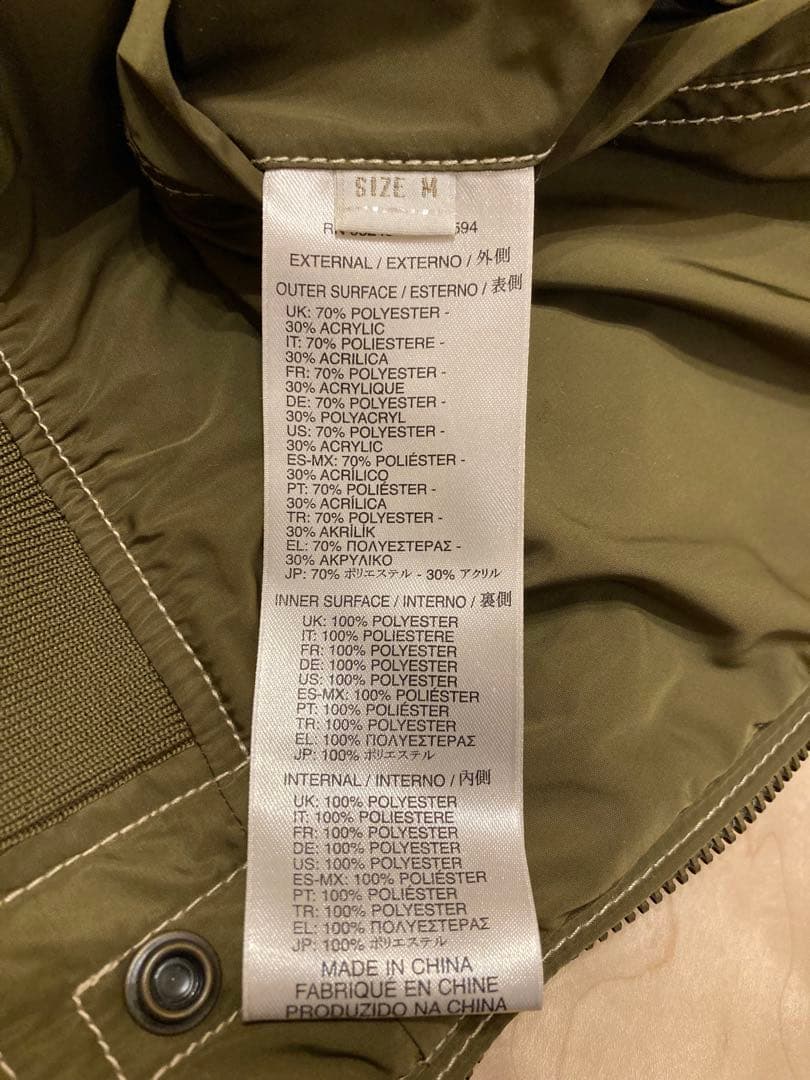 SIZE M
594
EXTERNAL / EXTERNO / 外側
OUTER SURFACE / ESTERNO / 表側
UK: 70% POLYESTER -
30% ACRYLIC
IT: 70% POLIESTERE -
30% ACRILICA
FR: 70% POLYESTER -
30% ACRYLIQUE
DE: 70% POLYESTER -
30% POLYACRYL
US: 70% POLYESTER -
30% ACRYLIC
ES-MX: 70% POLIÉSTER -
30% ACRÍLICO
PT: 70% POLIÉSTER -
30% ACRÍLICA
TR: 70% POLYESTER -
30% AKRİLİK
EL: 70% ΠΟΛΥΕΣΤΕΡΑΣ -
30% ΑΚΡΥΛΙΚΟ
JP: 70% ポリエステル - 30% アクリル
INNER SURFACE / INTERNO / 裏側
UK: 100% POLYESTER
IT: 100% POLIESTERE
FR: 100% POLYESTER
DE: 100% POLYESTER
US: 100% POLYESTER
ES-MX: 100% POLIÉSTER
PT: 100% POLIÉSTER
TR: 100% POLYESTER
EL: 100% ΠΟΛΥΕΣΤΕΡΑΣ
JP: 100% ポリエステル
INTERNAL / INTERNO / 內側
UK: 100% POLYESTER
IT: 100% POLIESTERE
FR: 100% POLYESTER
DE: 100% POLYESTER
US: 100% POLYESTER
ES-MX: 100% POLIÉSTER
PT: 100% POLIÉSTER
TR: 100% POLYESTER
EL: 100% ΠΟΛΥΕΣΤΕΡΑΣ
JP: 100% ポリエステル
MADE IN CHINA
FABRIQUÉ EN CHINE
PRODUZIDO NA CHINA